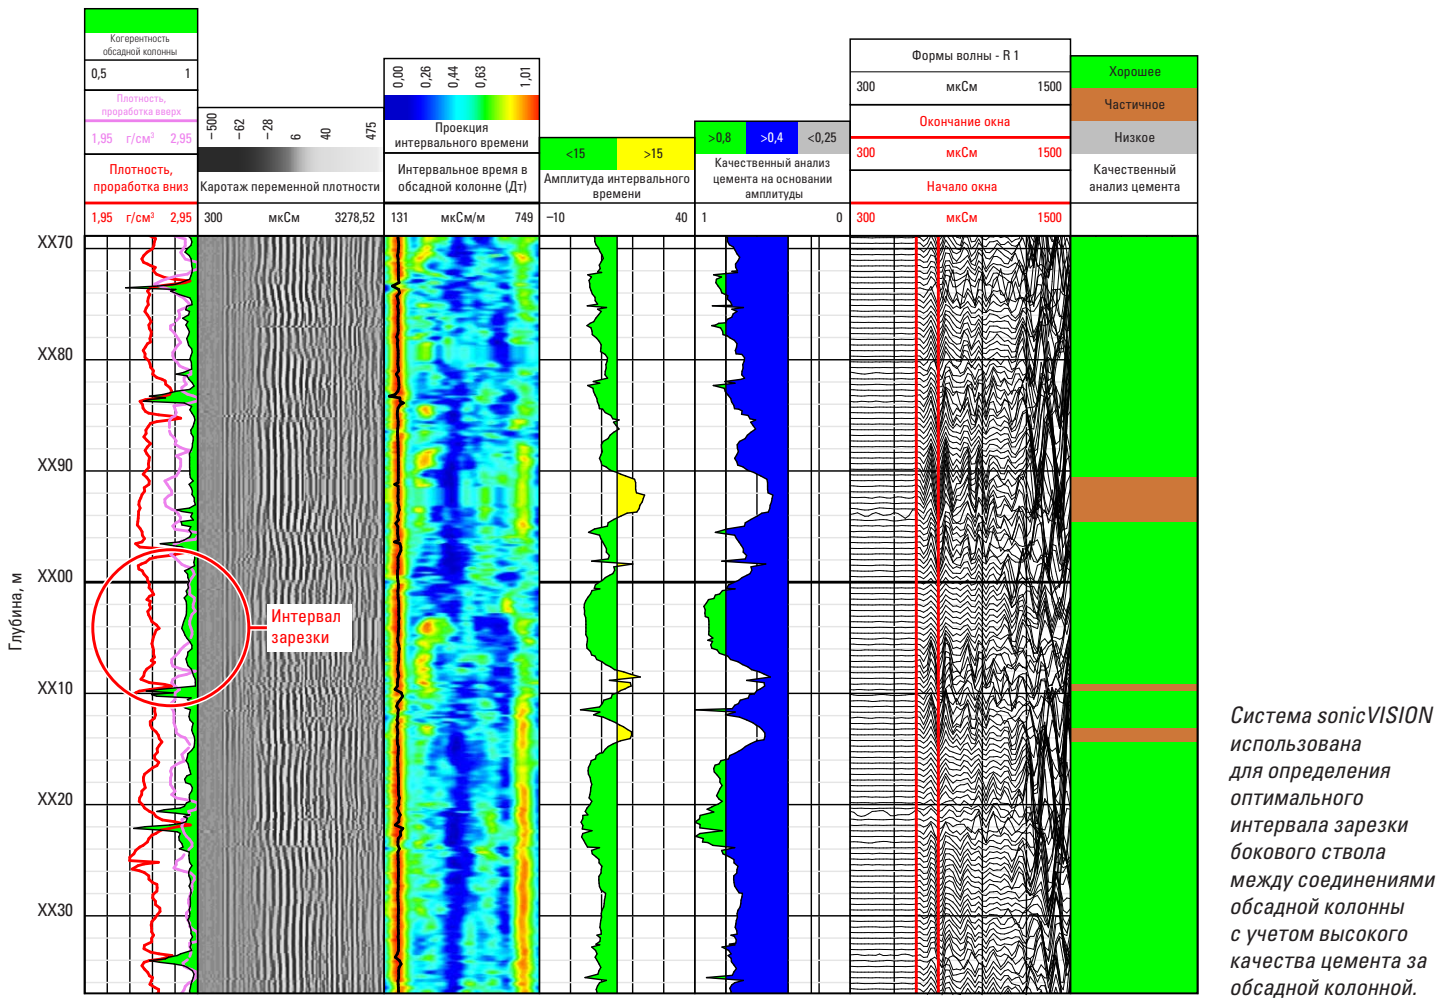 Когерентность
обсадной колонны
0,5 1
Плотность,
проработка вверх
1,95 г/см³ 2,95
Плотность,
проработка вниз
1,95 г/см³ 2,95
−500 −62 −28 6 40 475
Каротаж переменной плотности
300 мкСм 3278,52
0,00 0,26 0,44 0,63 1,01
Проекция
интервального времени
Интервальное время в
обсадной колонне (Дт)
131 мкСм/м 749
<15 >15
Амплитуда интервального
времени
−10 40
>0,8 >0,4 <0,25
Качественный анализ
цемента на основании
амплитуды
1 0
Формы волны - R 1
300 мкСм 1500
Окончание окна
300 мкСм 1500
Начало окна
300 мкСм 1500
Хорошее
Частичное
Низкое
Качественный
анализ цемента
Глубина, м
XX70
XX80
XX90
XX00
XX10
XX20
XX30
Интервал
зарезки
Система sonicVISION
использована
для определения
оптимального
интервала зарезки
бокового ствола
между соединениями
обсадной колонны
с учетом высокого
качества цемента за
обсадной колонной.